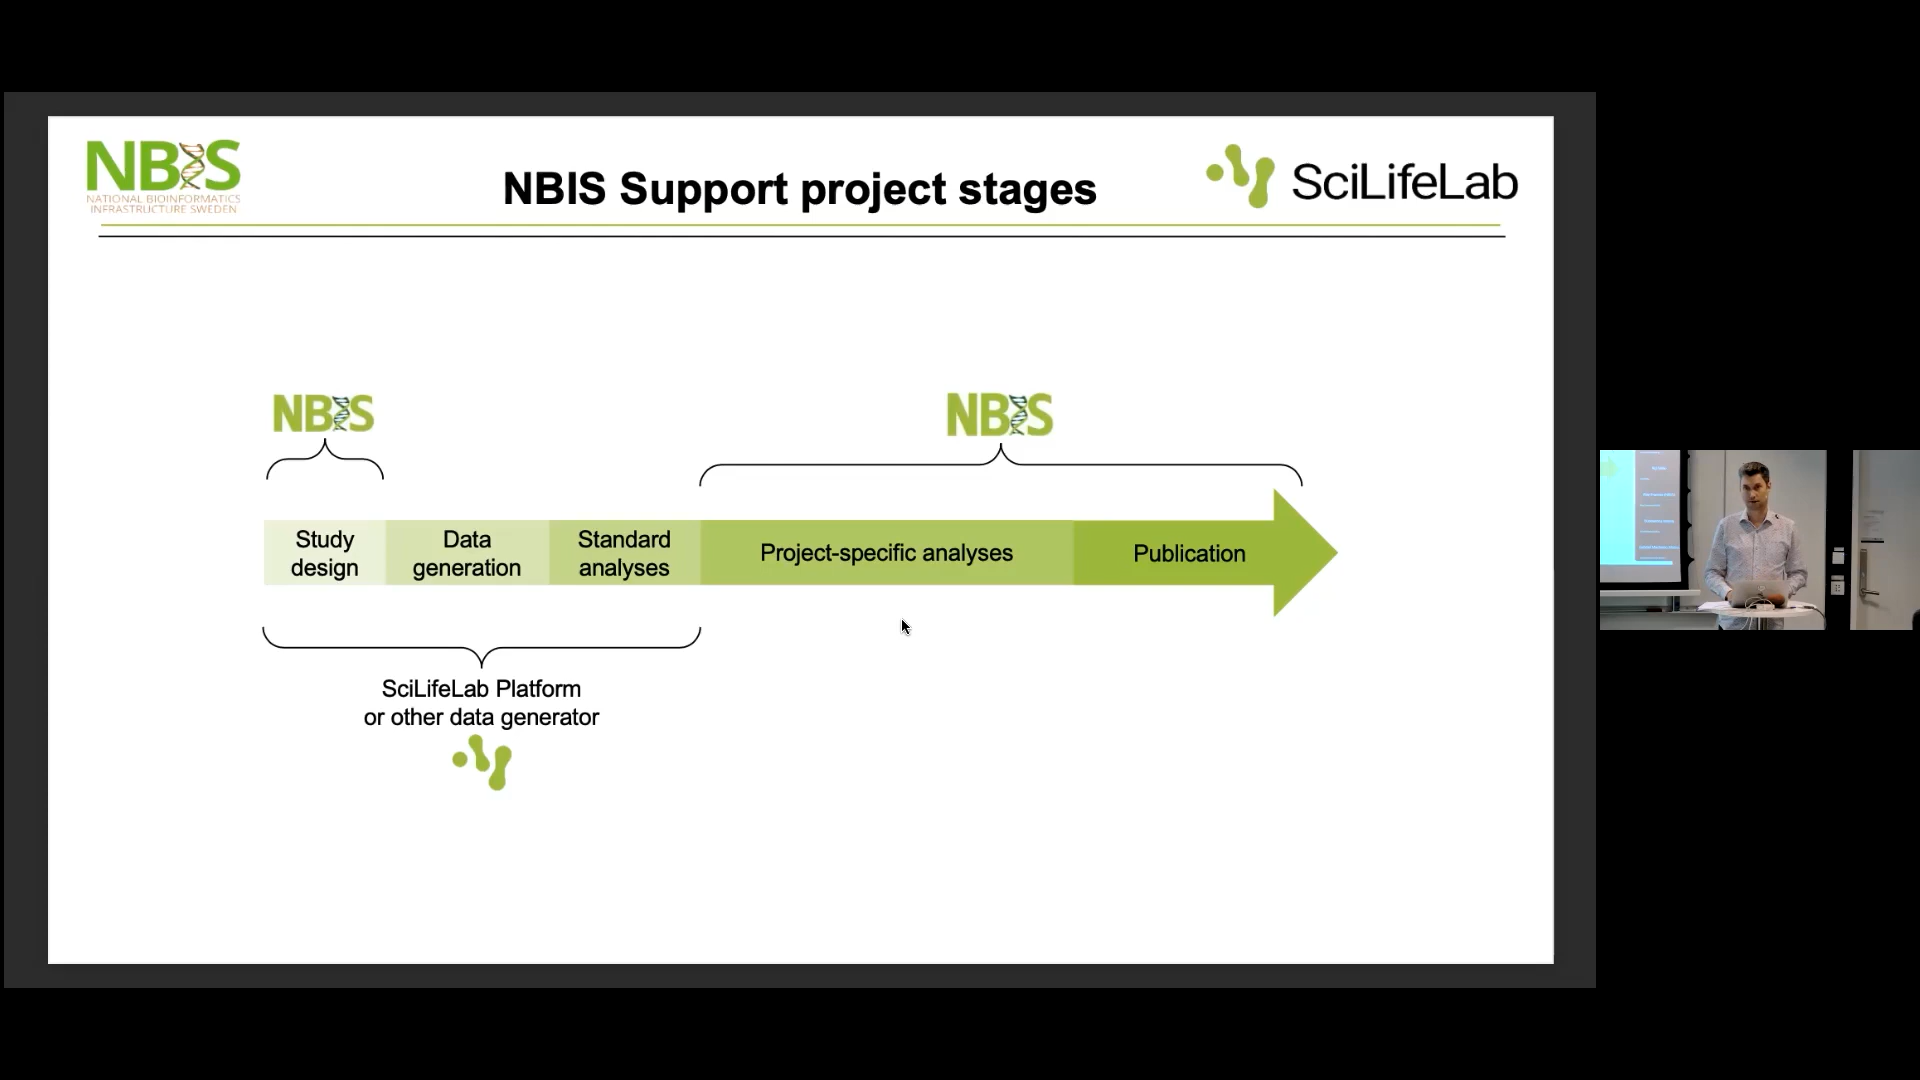 NBIS
NATIONAL BIOINFORMATICS
INFRASTRUCTURE SWEDEN
NBIS Support project stages
SciLifeLab
NBIS
NBIS
Study
design
Data
generation
Standard
analyses
Project-specific analyses
Publication
SciLifeLab Platform
or other data generator